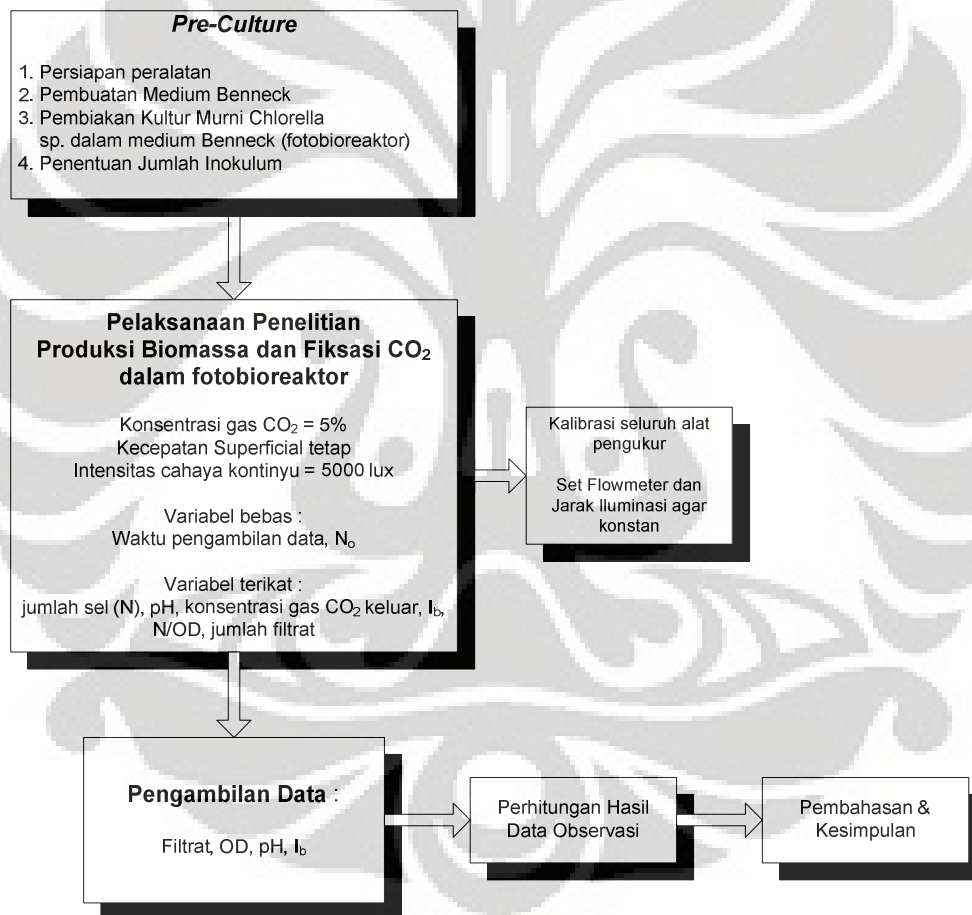 Pre-Culture
1. Persiapan peralatan
2. Pembuatan Medium Benneck
3. Pembiakan Kultur Murni Chlorella
sp. dalam medium Benneck (fotobioreaktor)
4. Penentuan Jumlah Inokulum
Pelaksanaan Penelitian
Produksi Biomassa dan Fiksasi CO₂
dalam fotobioreaktor
Konsentrasi gas CO₂ = 5%
Kecepatan Superficial tetap
Intensitas cahaya kontinyu = 5000 lux
Variabel bebas :
Waktu pengambilan data, Nₒ
Variabel terikat :
jumlah sel (N), pH, konsentrasi gas CO₂ keluar, I_b,
N/OD, jumlah filtrat
Kalibrasi seluruh alat
pengukur
Set Flowmeter dan
Jarak Iluminasi agar
konstan
Pengambilan Data :
Filtrat, OD, pH, I_b
Perhitungan Hasil
Data Observasi
Pembahasan &
Kesimpulan